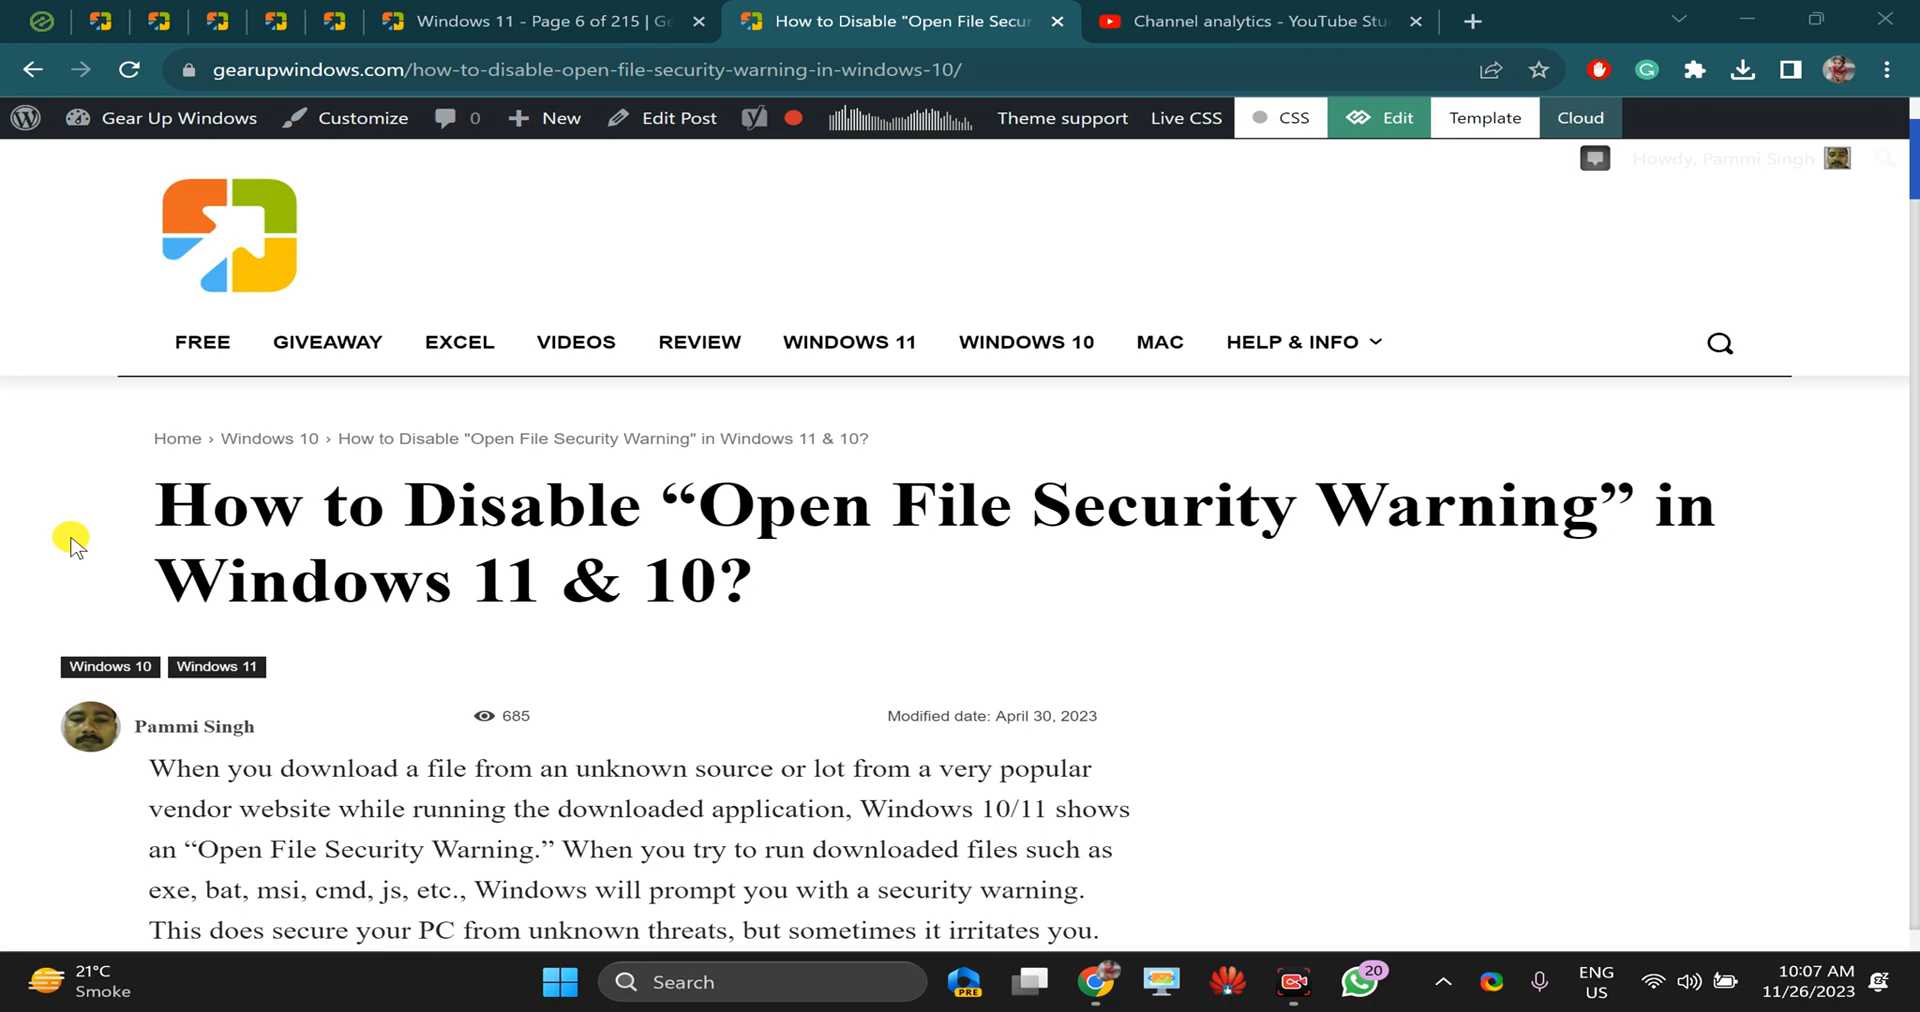 Windows 11 - Page 6 of 215 | Ge
How to Disable "Open File Secur
Channel analytics - YouTube Stu
gearupwindows.com/how-to-disable-open-file-security-warning-in-windows-10/
Gear Up Windows
Customize
0
New
Edit Post
Theme support
Live CSS
CSS
Edit
Template
Cloud
Howdy, Pammi Singh
FREE
GIVEAWAY
EXCEL
VIDEOS
REVIEW
WINDOWS 11
WINDOWS 10
MAC
HELP & INFO
Home › Windows 10 › How to Disable "Open File Security Warning" in Windows 11 & 10?
How to Disable “Open File Security Warning” in
Windows 11 & 10?
Windows 10
Windows 11
Pammi Singh
685
Modified date: April 30, 2023
When you download a file from an unknown source or lot from a very popular
vendor website while running the downloaded application, Windows 10/11 shows
an “Open File Security Warning.” When you try to run downloaded files such as
exe, bat, msi, cmd, js, etc., Windows will prompt you with a security warning.
This does secure your PC from unknown threats, but sometimes it irritates you.
21°C
Smoke
Search
PRE
20
ENG
US
10:07 AM
11/26/2023